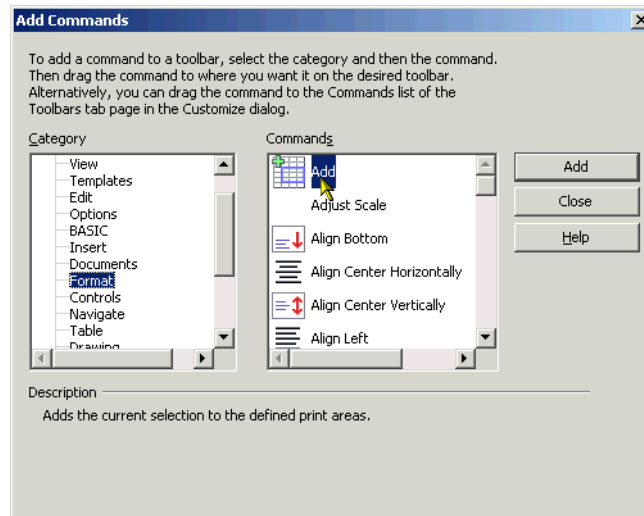 Add Commands
To add a command to a toolbar, select the category and then the command.
Then drag the command to where you want it on the desired toolbar.
Alternatively, you can drag the command to the Commands list of the
Toolbars tab page in the Customize dialog.
Category
View
Templates
Edit
Options
BASIC
Insert
Documents
Format
Controls
Navigate
Table
Drawing
Commands
Add
Adjust Scale
Align Bottom
Align Center Horizontally
Align Center Vertically
Align Left
Add
Close
Help
Description
Adds the current selection to the defined print areas.